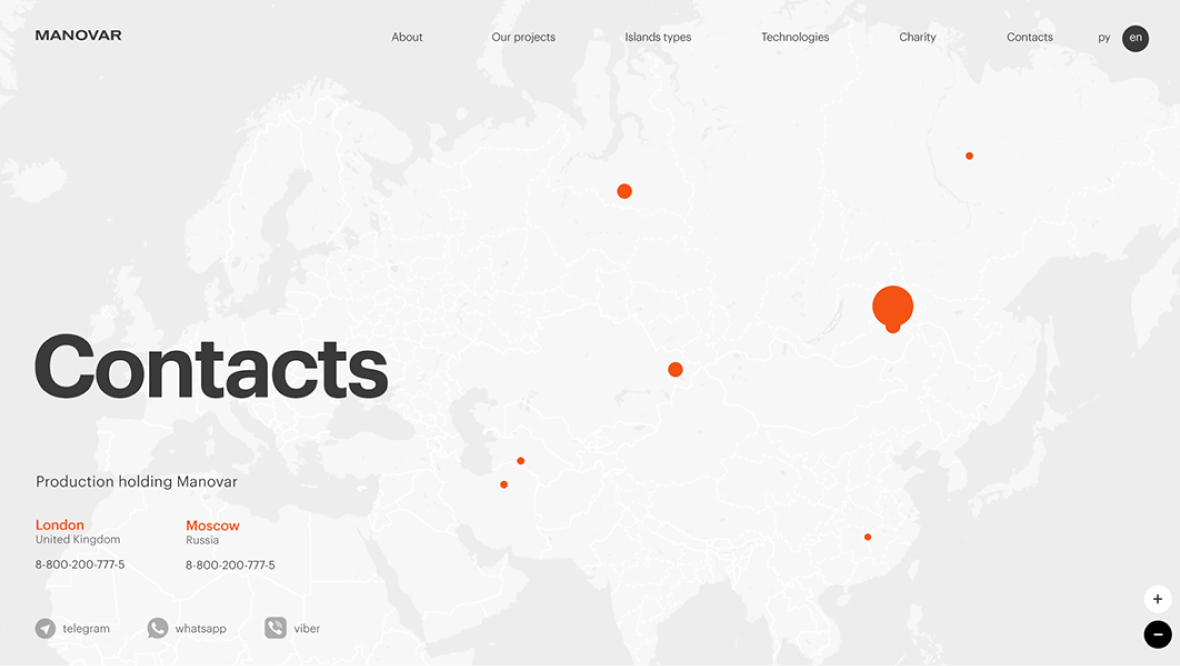 MANOVAR
About
Our projects
Islands types
Technologies
Charity
Contacts
ру
en
Contacts
Production holding Manovar
London
United Kingdom
8-800-200-777-5
Moscow
Russia
8-800-200-777-5
telegram
whatsapp
viber
+
−